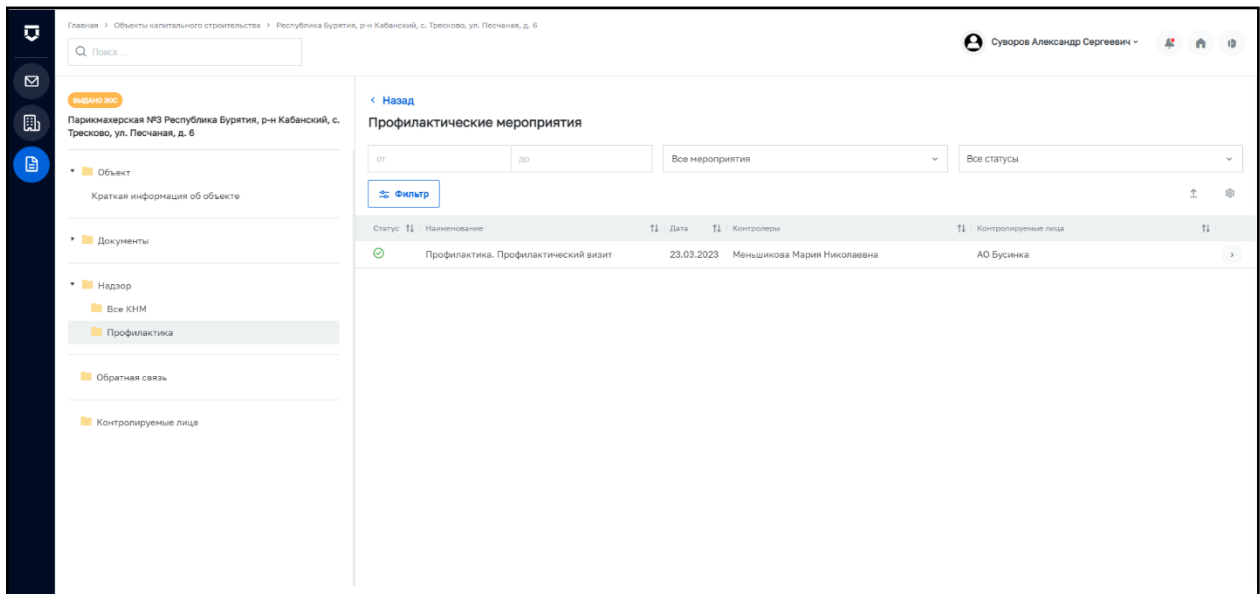 Главная > Объекты капитального строительства > Республика Бурятия, р-н Кабанский, с. Тресково, ул. Песчаная, д. 6
Поиск ...
Суворов Александр Сергеевич
ВЫДАНО ЗОС
Парикмахерская №3 Республика Бурятия, р-н Кабанский, с.
Тресково, ул. Песчаная, д. 6
Объект
Краткая информация об объекте
Документы
Надзор
Все КНМ
Профилактика
Обратная связь
Контролируемые лица
Назад
Профилактические мероприятия
от до Все мероприятия Все статусы
Фильтр
Статус Наименование Дата Контролеры Контролируемые лица
Профилактика. Профилактический визит 23.03.2023 Меньшикова Мария Николаевна АО Бусинка